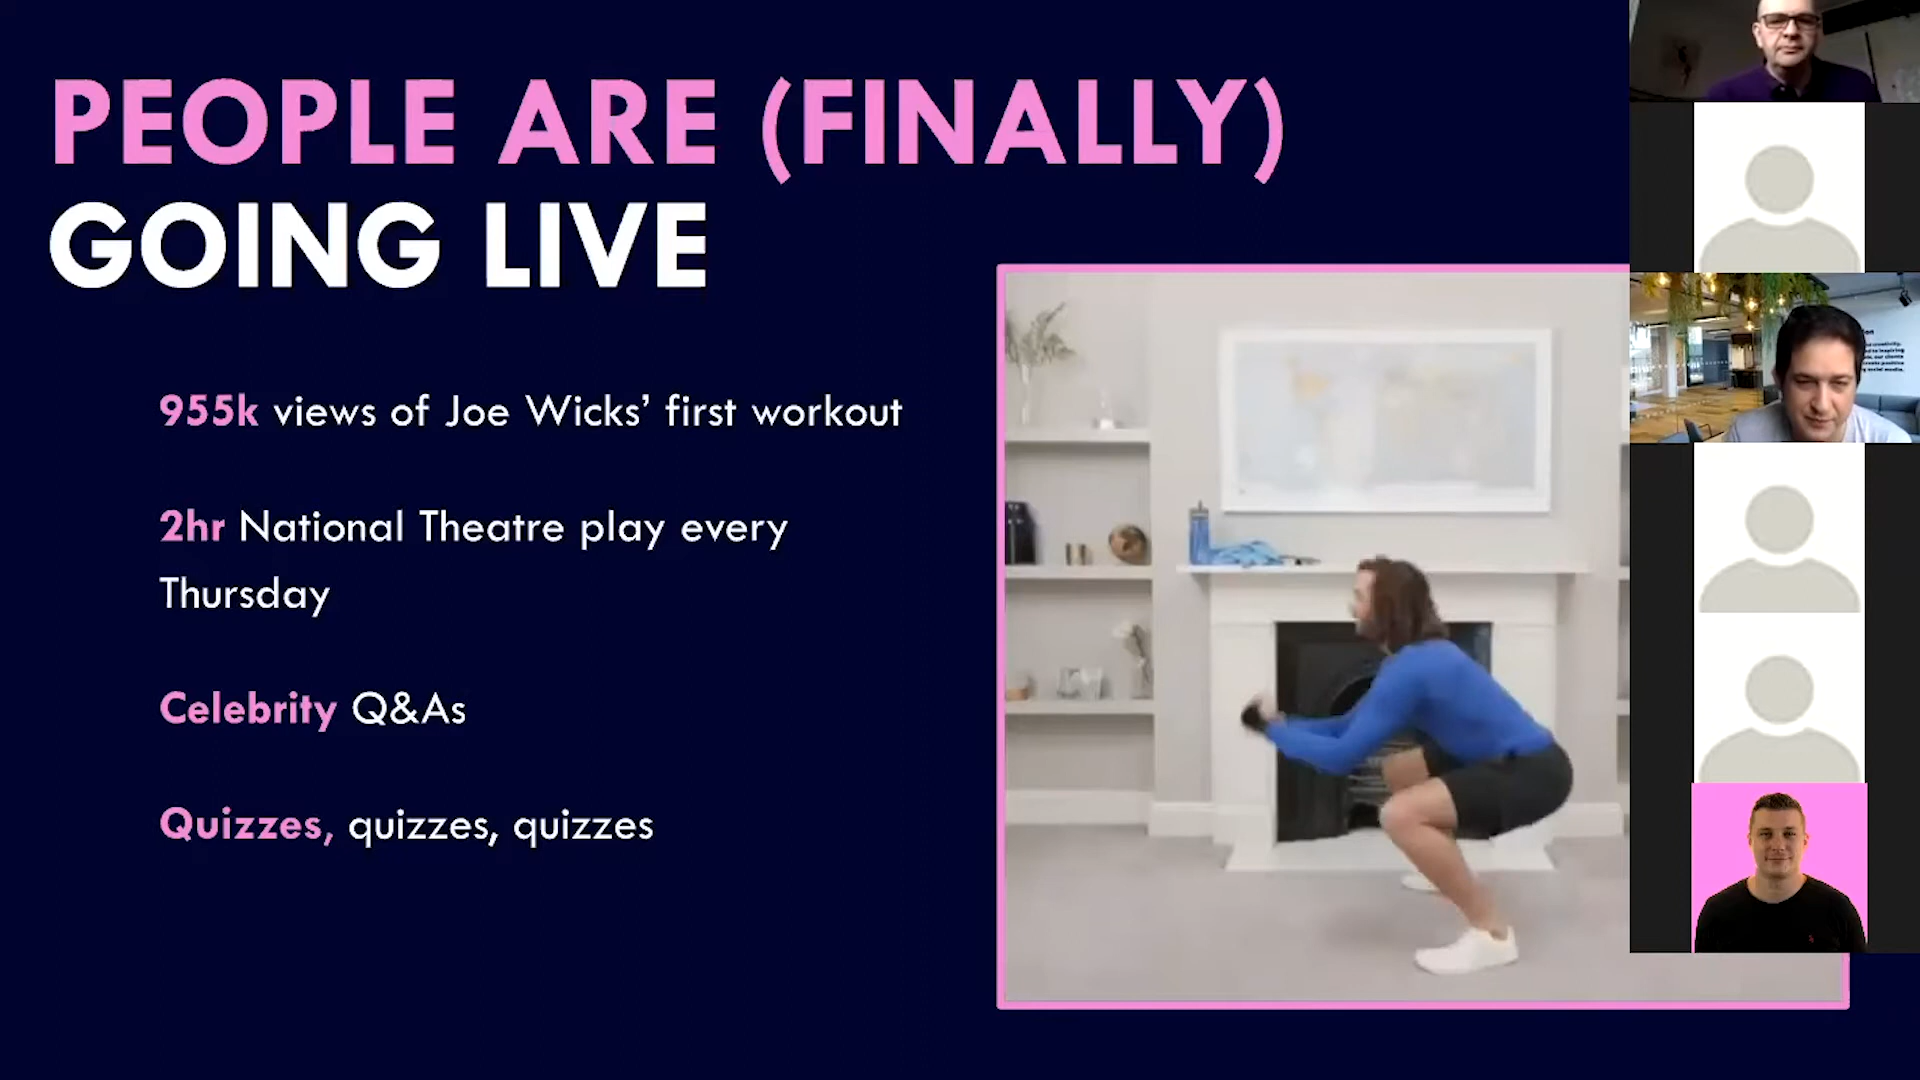 PEOPLE ARE (FINALLY)
GOING LIVE
955k views of Joe Wicks’ first workout
2hr National Theatre play every
Thursday
Celebrity Q&As
Quizzes, quizzes, quizzes